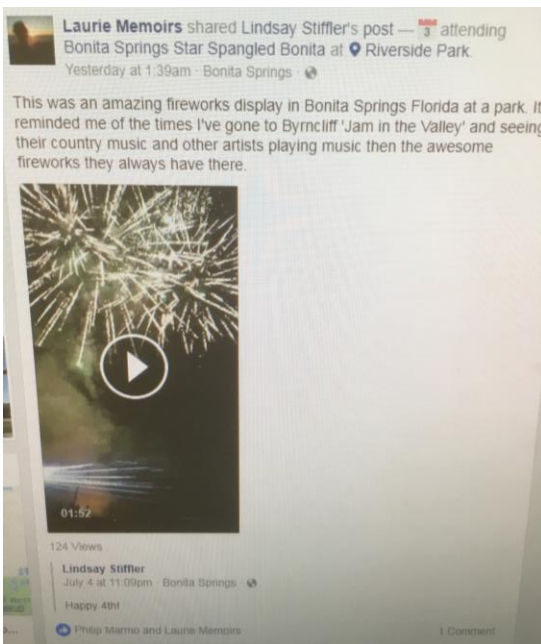 Laurie Memoirs shared Lindsay Stiffler's post — 3 attending
Bonita Springs Star Spangled Bonita at Riverside Park.
Yesterday at 1:39am · Bonita Springs ·
This was an amazing fireworks display in Bonita Springs Florida at a park. It
reminded me of the times I've gone to Byrncliff 'Jam in the Valley' and seeing
their country music and other artists playing music then the awesome
fireworks they always have there.
01:52
124 Views
Lindsay Stiffler
July 4 at 11:09pm · Bonita Springs ·
Happy 4th!
Philip Marmo and Laurie Memoirs
1 Comment